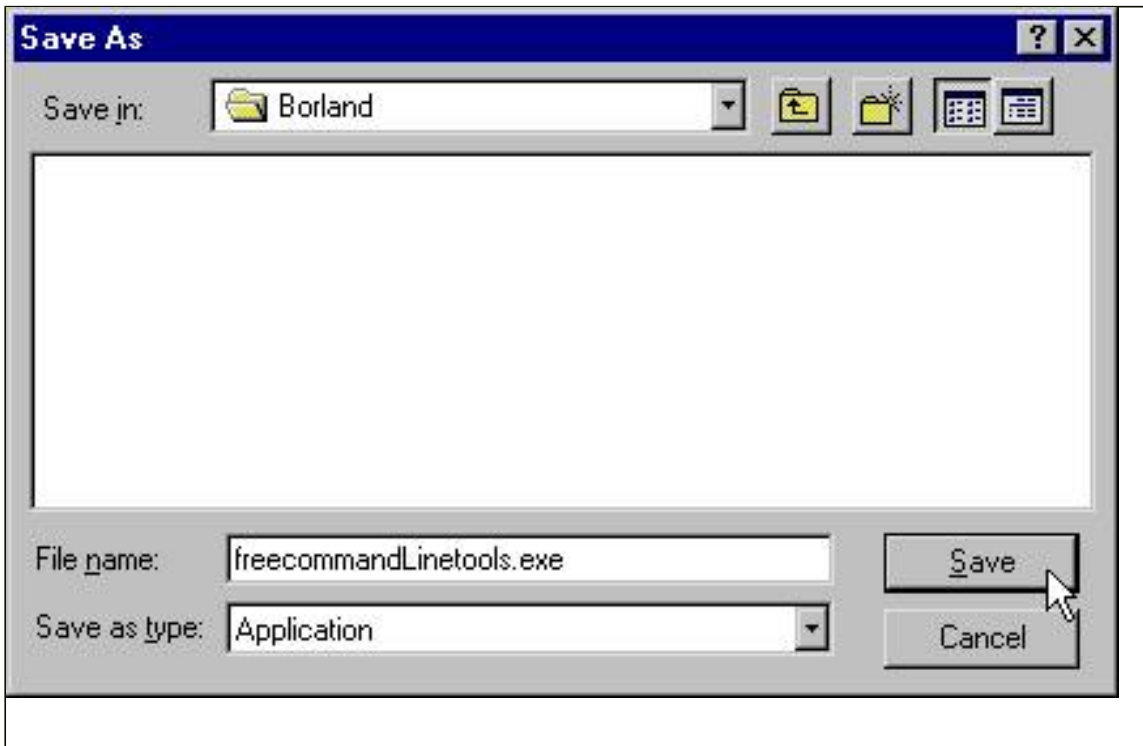 Save As
Save in: Borland
File name: freecommandLinetools.exe
Save
Save as type: Application
Cancel